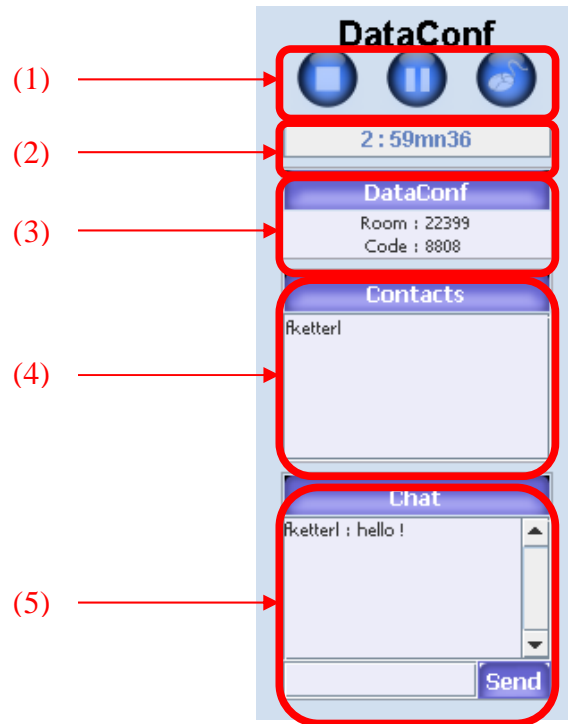 DataConf
(1)
(2)
2 : 59mn36
DataConf
(3)
Room : 22399
Code : 8808
Contacts
fketterl
(4)
Chat
fketterl : hello !
(5)
Send